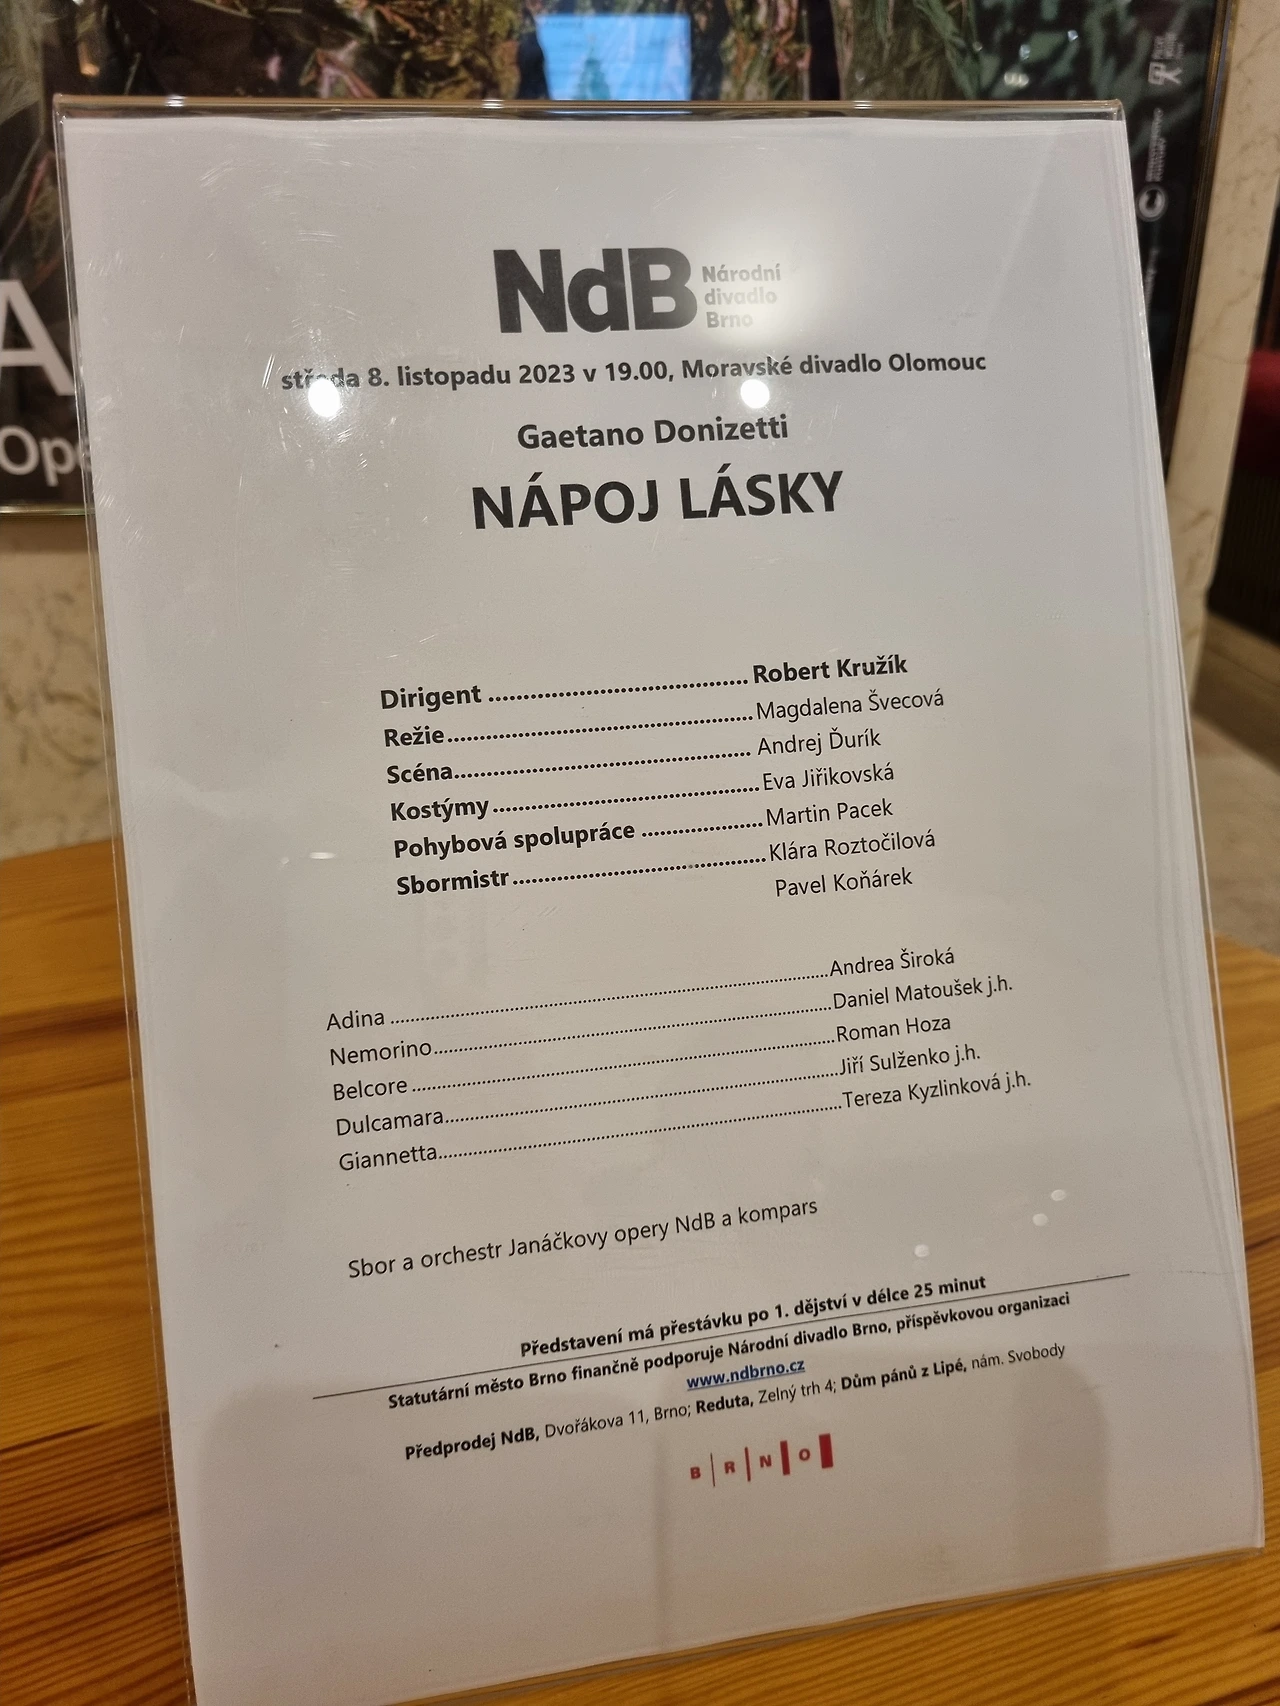 NdB Národní
divadlo
Brno
středa 8. listopadu 2023 v 19.00, Moravské divadlo Olomouc
Gaetano Donizetti
NÁPOJ LÁSKY
Dirigent ..................................... Robert Kružík
Režie............................................ Magdalena Švecová
Scéna.......................................... Andrej Ďurík
Kostýmy...................................... Eva Jiřikovská
Pohybová spolupráce .................. Martin Pacek
Sbormistr.................................... Klára Roztočilová
Pavel Koňárek
Adina ............................................................... Andrea Široká
Nemorino......................................................... Daniel Matoušek j.h.
Belcore ............................................................ Roman Hoza
Dulcamara........................................................ Jiří Sulženko j.h.
Giannetta......................................................... Tereza Kyzlinková j.h.
Sbor a orchestr Janáčkovy opery NdB a kompars
Představení má přestávku po 1. dějství v délce 25 minut
Statutární město Brno finančně podporuje Národní divadlo Brno, příspěvkovou organizaci
www.ndbrno.cz
Předprodej NdB, Dvořákova 11, Brno; Reduta, Zelný trh 4; Dům pánů z Lipé, nám. Svobody
B | R | N | O